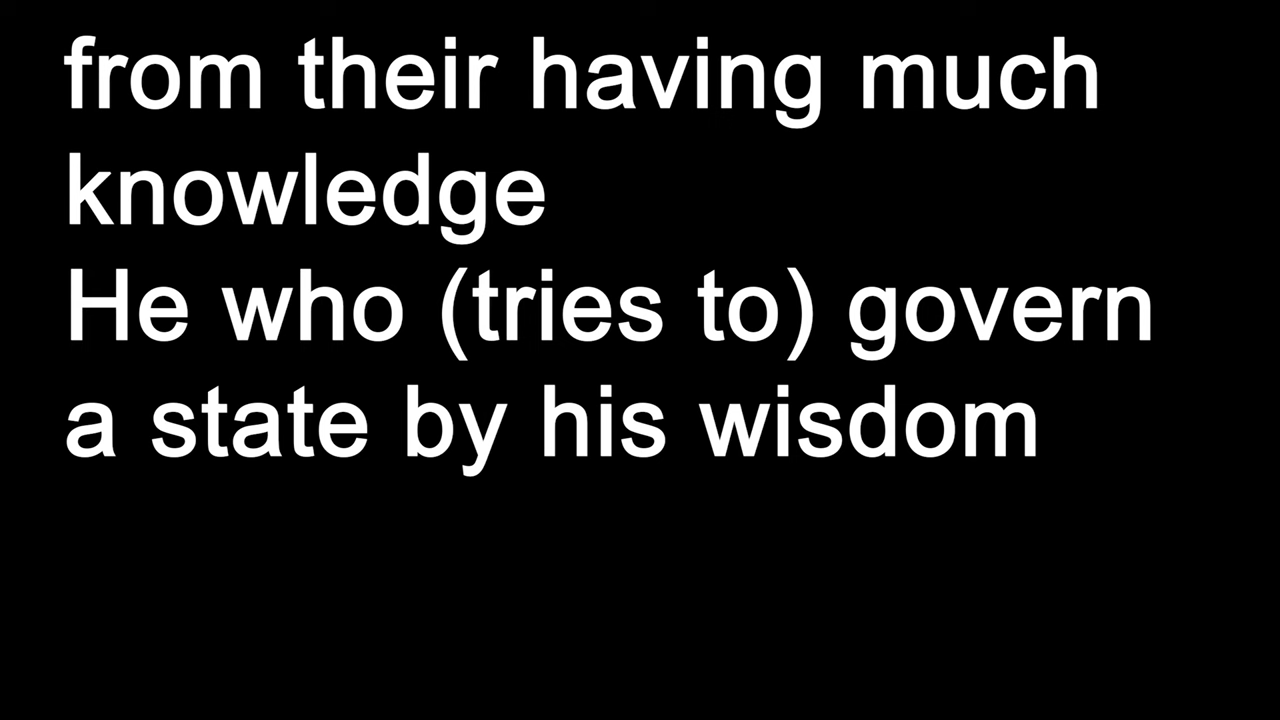 from their having much
knowledge
He who (tries to) govern
a state by his wisdom